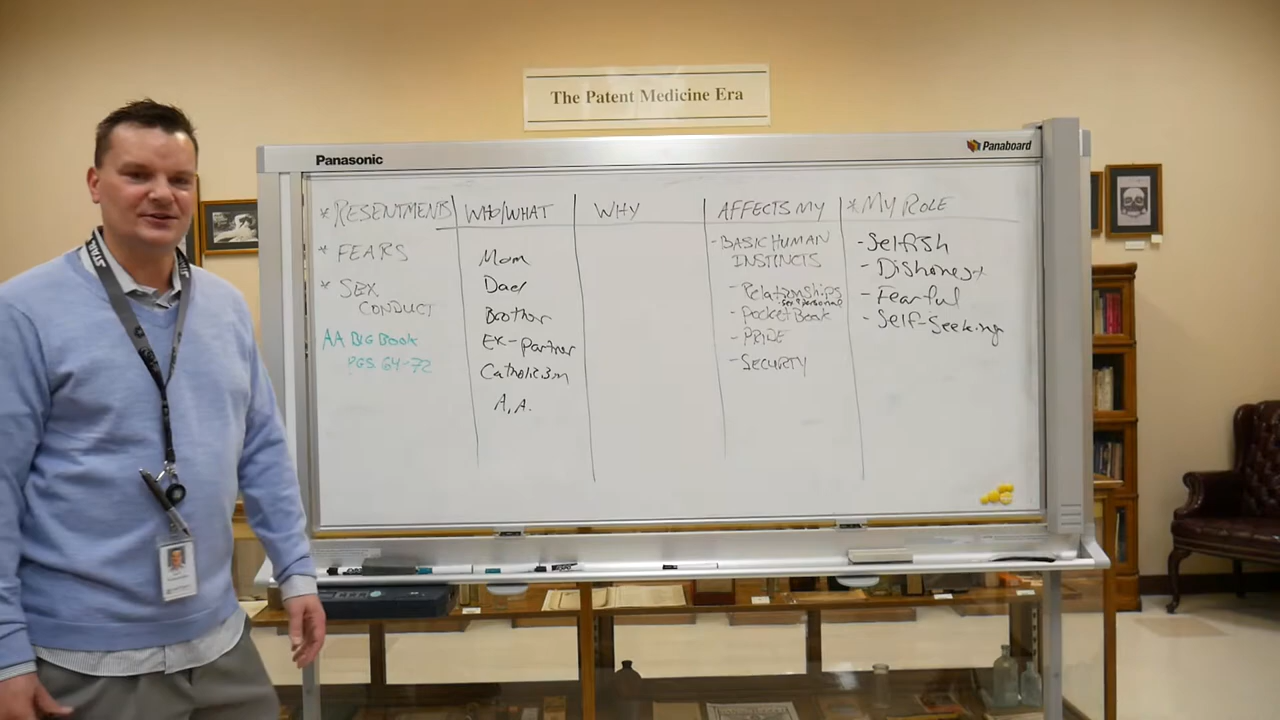 The Patent Medicine Era
Panasonic
Panaboard
* RESENTMENTS
WHO/WHAT
WHY
AFFECTS MY
* MY ROLE
* FEARS
* SEX
CONDUCT
AA BIG BOOK
PGS. 64-72
Mom
Dad
Brother
Ex-partner
Catholicism
A.A.
- BASIC HUMAN
INSTINCTS
- Relationships
- PocketBook
- PRIDE
- SECURITY
- Selfish
- Dishonest
- Fearful
- Self-Seeking